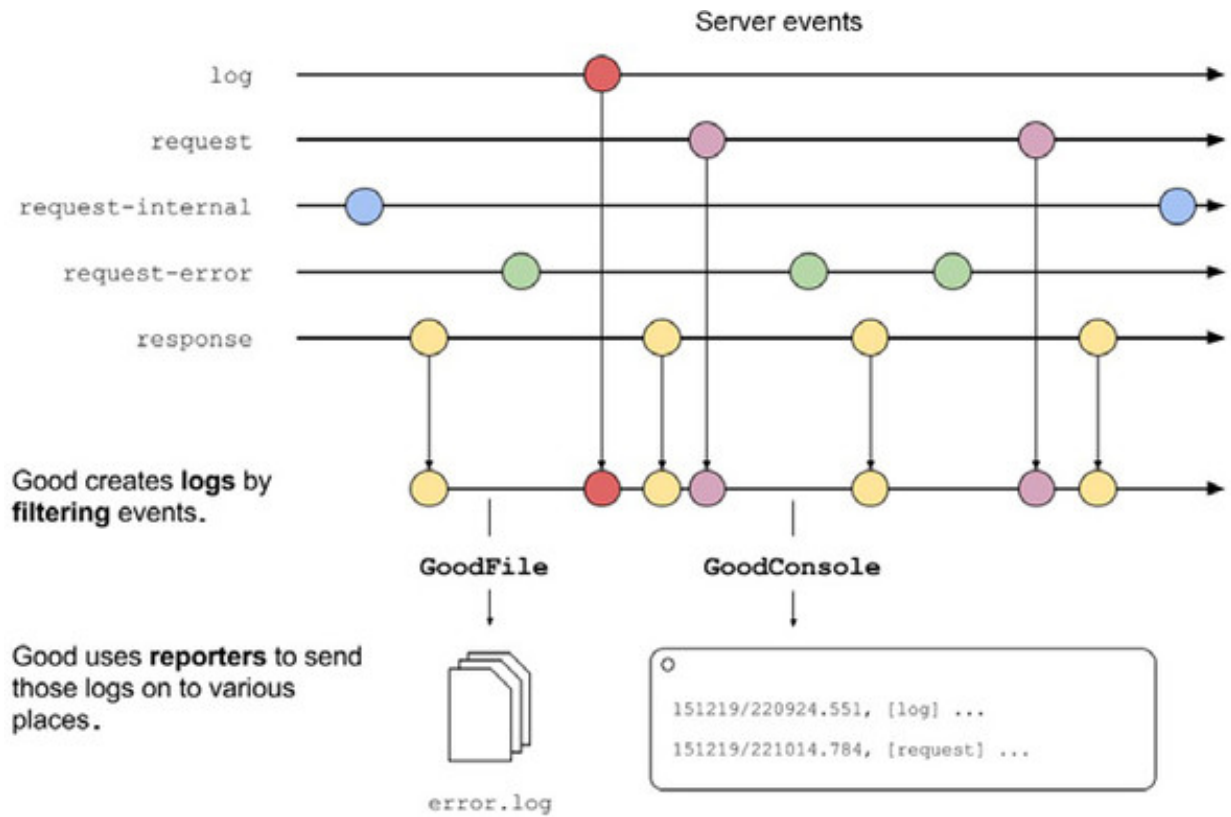 Server events
log
request
request-internal
request-error
response
Good creates logs by
filtering events.
GoodFile
GoodConsole
Good uses reporters to send
those logs on to various
places.
151219/220924.551, [log] ...
151219/221014.784, [request] ...
error.log